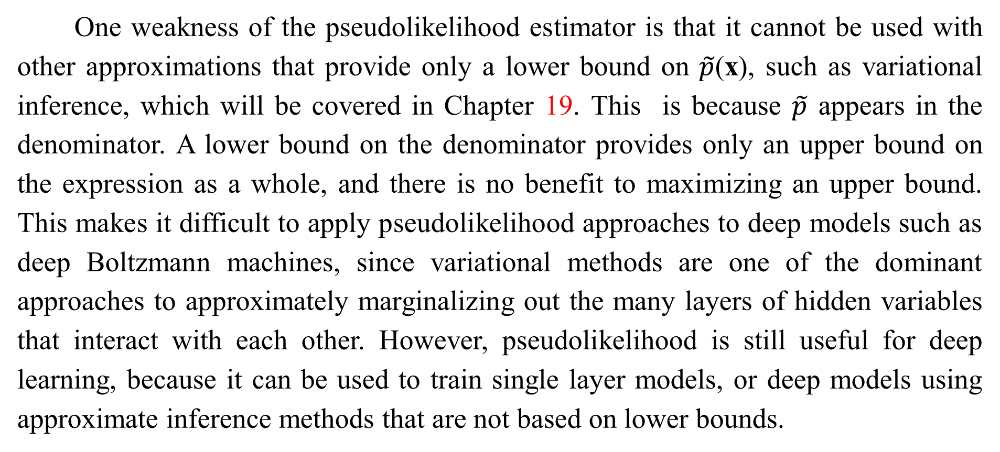 One weakness of the pseudolikelihood estimator is that it cannot be used with
other approximations that provide only a lower bound on p̃(x), such as variational
inference, which will be covered in Chapter 19. This is because p̃ appears in the
denominator. A lower bound on the denominator provides only an upper bound on
the expression as a whole, and there is no benefit to maximizing an upper bound.
This makes it difficult to apply pseudolikelihood approaches to deep models such as
deep Boltzmann machines, since variational methods are one of the dominant
approaches to approximately marginalizing out the many layers of hidden variables
that interact with each other. However, pseudolikelihood is still useful for deep
learning, because it can be used to train single layer models, or deep models using
approximate inference methods that are not based on lower bounds.